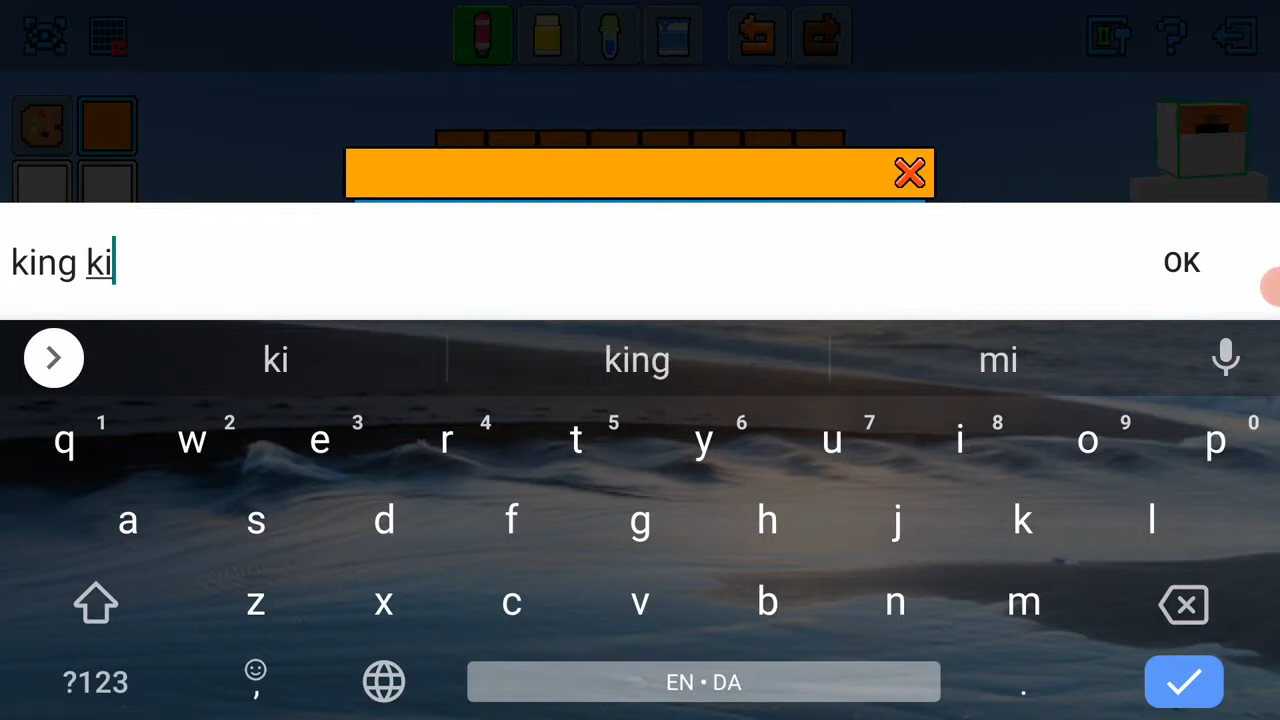 king ki
OK
ki king mi
q 1 w 2 e 3 r 4 t 5 y 6 u 7 i 8 o 9 p 0
a s d f g h j k l
z x c v b n m
?123 , EN • DA .